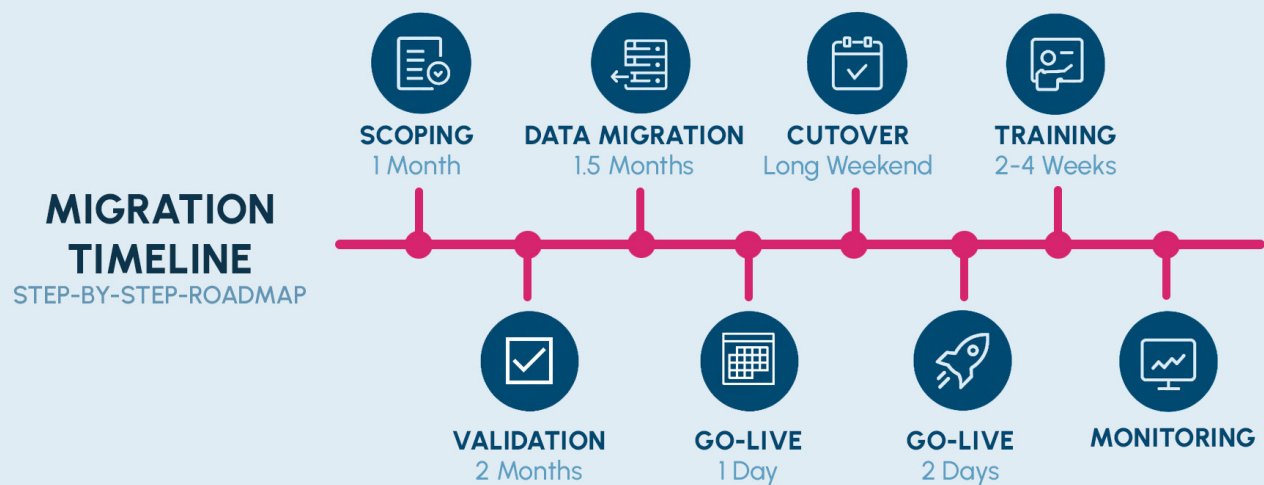 MIGRATION
TIMELINE
STEP-BY-STEP-ROADMAP
SCOPING
1 Month
DATA MIGRATION
1.5 Months
CUTOVER
Long Weekend
TRAINING
2-4 Weeks
VALIDATION
2 Months
GO-LIVE
1 Day
GO-LIVE
2 Days
MONITORING